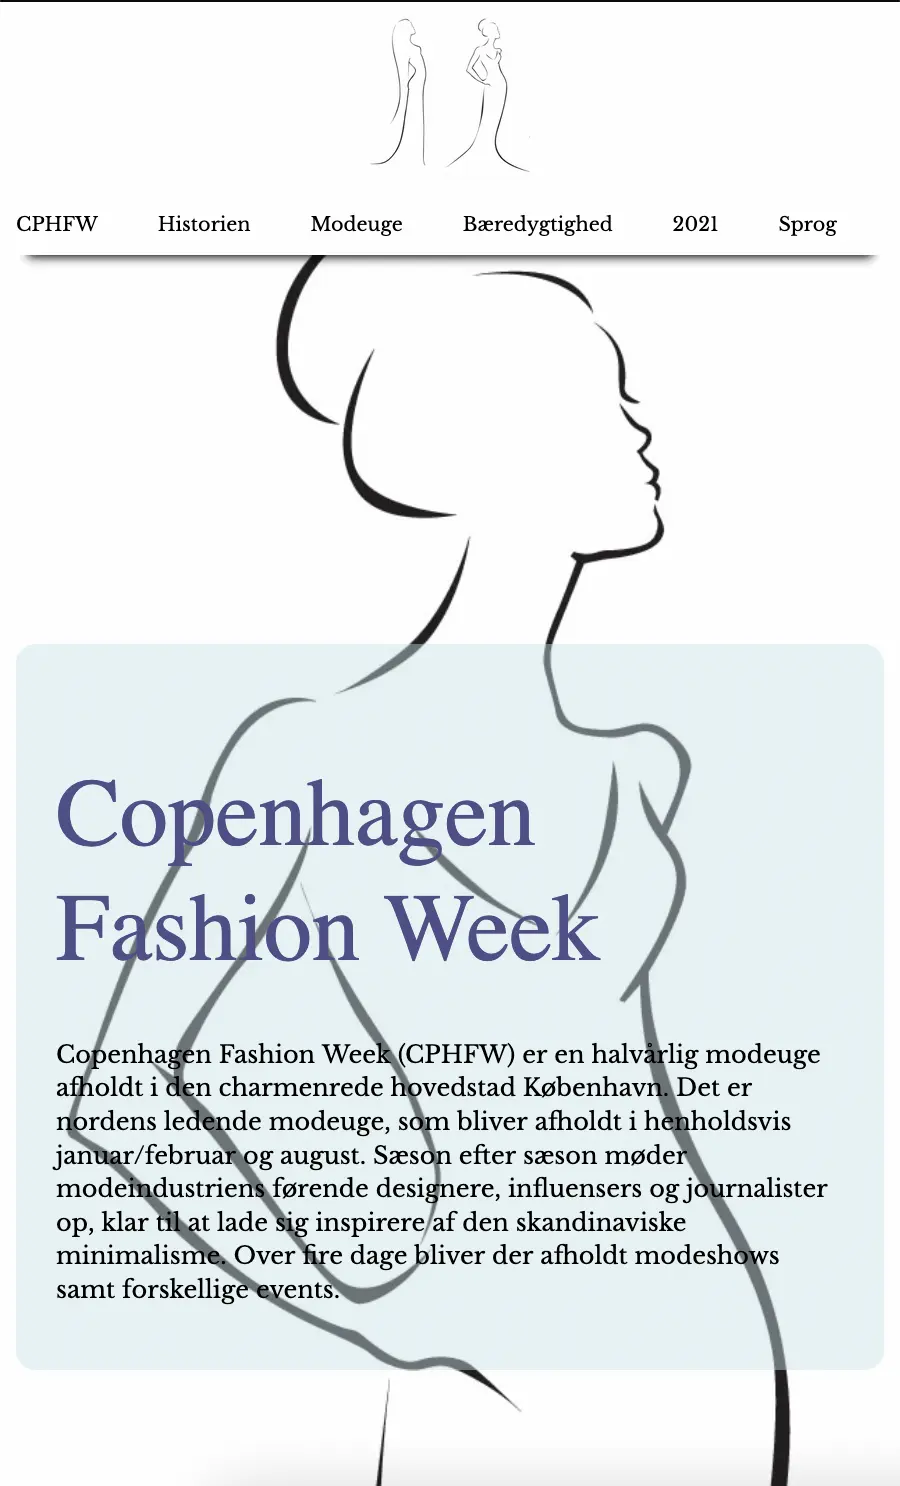 CPHFW Historien Modeuge Bæredygtighed 2021 Sprog
Copenhagen
Fashion Week
Copenhagen Fashion Week (CPHFW) er en halvårlig modeuge
afholdt i den charmenrede hovedstad København. Det er
nordens ledende modeuge, som bliver afholdt i henholdsvis
januar/februar og august. Sæson efter sæson møder
modeindustriens førende designere, influensers og journalister
op, klar til at lade sig inspirere af den skandinaviske
minimalisme. Over fire dage bliver der afholdt modeshows
samt forskellige events.